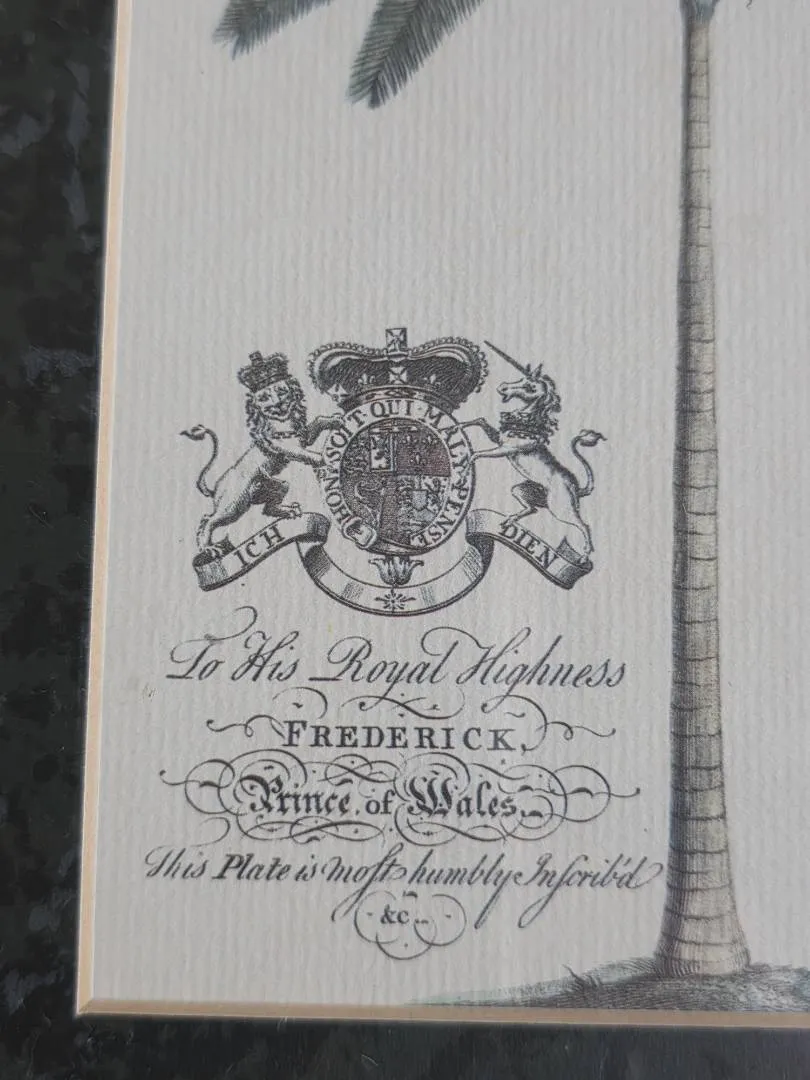 HONI·SOIT·QUI·MAL·Y·PENSE
ICH DIEN
To His Royal Highness
FREDERICK,
Prince of Wales,
This Plate is most humbly Inscrib'd
&c